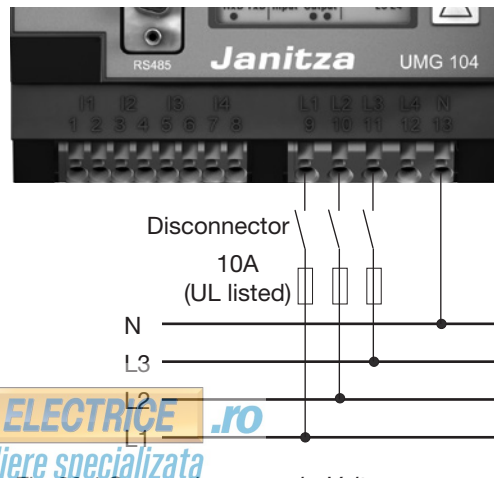 RS485
Janitza
UMG 104
I1 I2 I3 I4
L1 L2 L3 L4 N
1 2 3 4 5 6 7 8
9 10 11 12 13
Disconnector
10A
(UL listed)
N
L3
L2
L1
ELECTRICE .ro
iere specializata